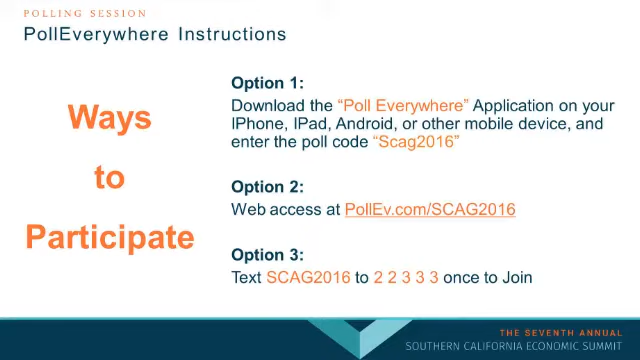 POLLING SESSION
PollEverywhere Instructions
Ways
to
Participate
Option 1:
Download the “Poll Everywhere” Application on your
IPhone, IPad, Android, or other mobile device, and
enter the poll code “Scag2016”
Option 2:
Web access at PollEv.com/SCAG2016
Option 3:
Text SCAG2016 to 2 2 3 3 3 once to Join
THE SEVENTH ANNUAL
SOUTHERN CALIFORNIA ECONOMIC SUMMIT